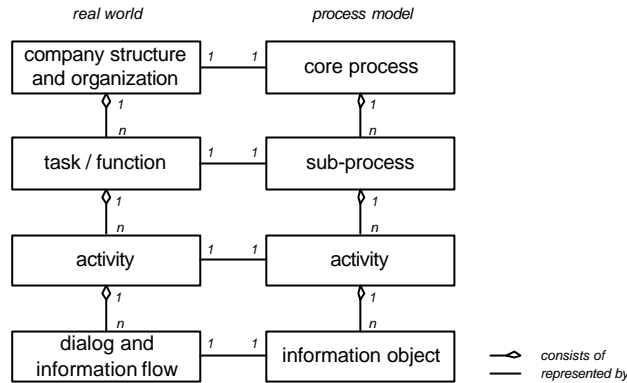 real world process model
company structure
and organization
1 1
core process
1 1
n n
task / function
1 1
sub-process
1 1
n n
activity
1 1
activity
1 1
n n
dialog and
information flow
1 1
information object
consists of
represented by